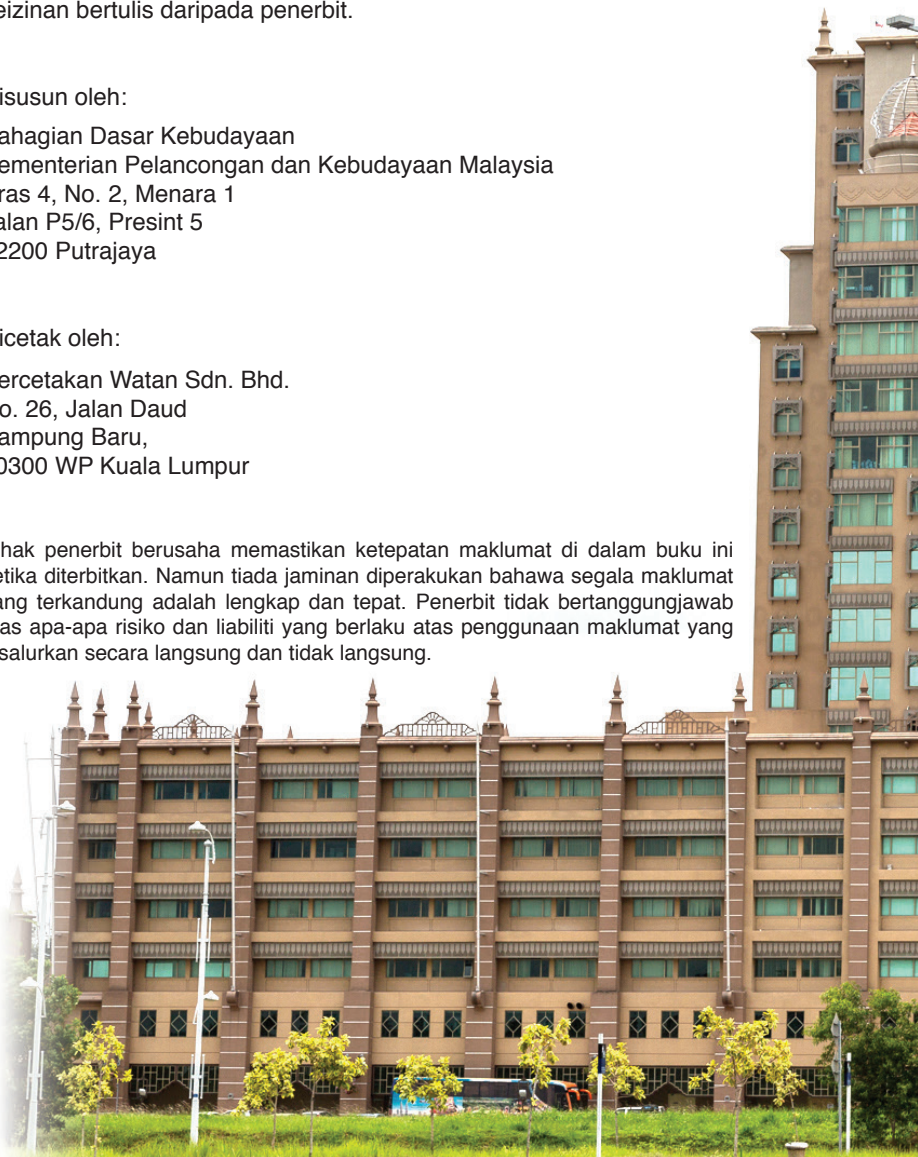 eizinan bertulis daripada penerbit.
isusun oleh:
ahagian Dasar Kebudayaan
ementerian Pelancongan dan Kebudayaan Malaysia
ras 4, No. 2, Menara 1
alan P5/6, Presint 5
2200 Putrajaya
icetak oleh:
ercetakan Watan Sdn. Bhd.
o. 26, Jalan Daud
ampung Baru,
0300 WP Kuala Lumpur
hak penerbit berusaha memastikan ketepatan maklumat di dalam buku ini
etika diterbitkan. Namun tiada jaminan diperakukan bahawa segala maklumat
ang terkandung adalah lengkap dan tepat. Penerbit tidak bertanggungjawab
as apa-apa risiko dan liabiliti yang berlaku atas penggunaan maklumat yang
salurkan secara langsung dan tidak langsung.